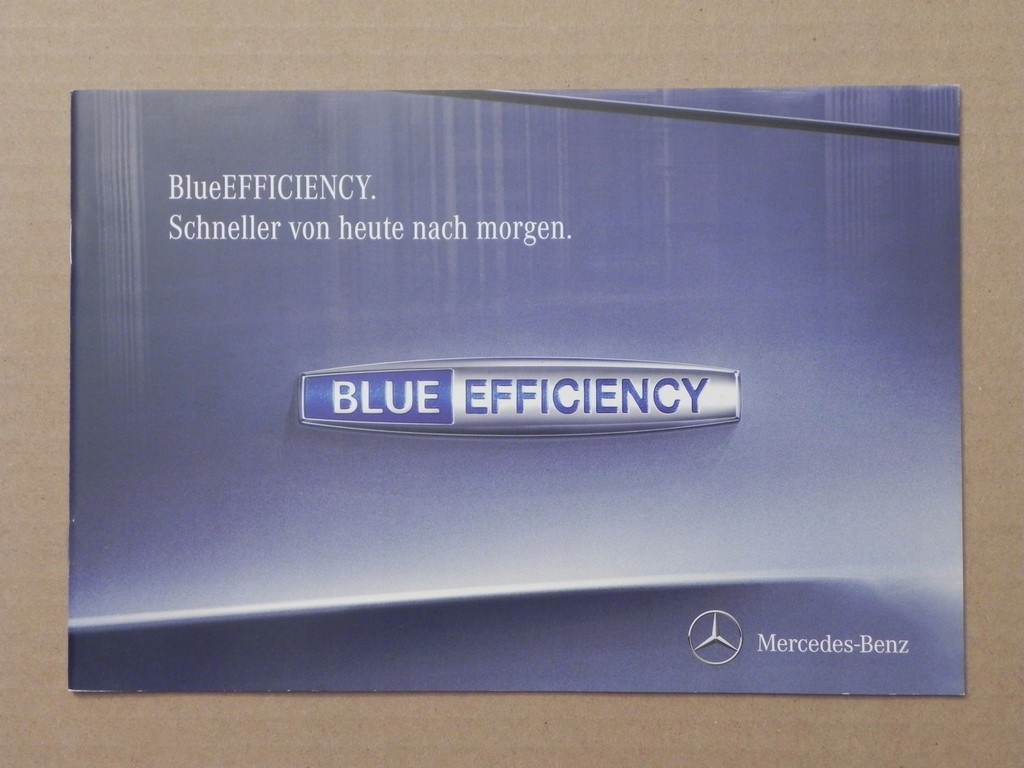 BlueEFFICIENCY.
Schneller von heute nach morgen.
BLUE EFFICIENCY
Mercedes-Benz